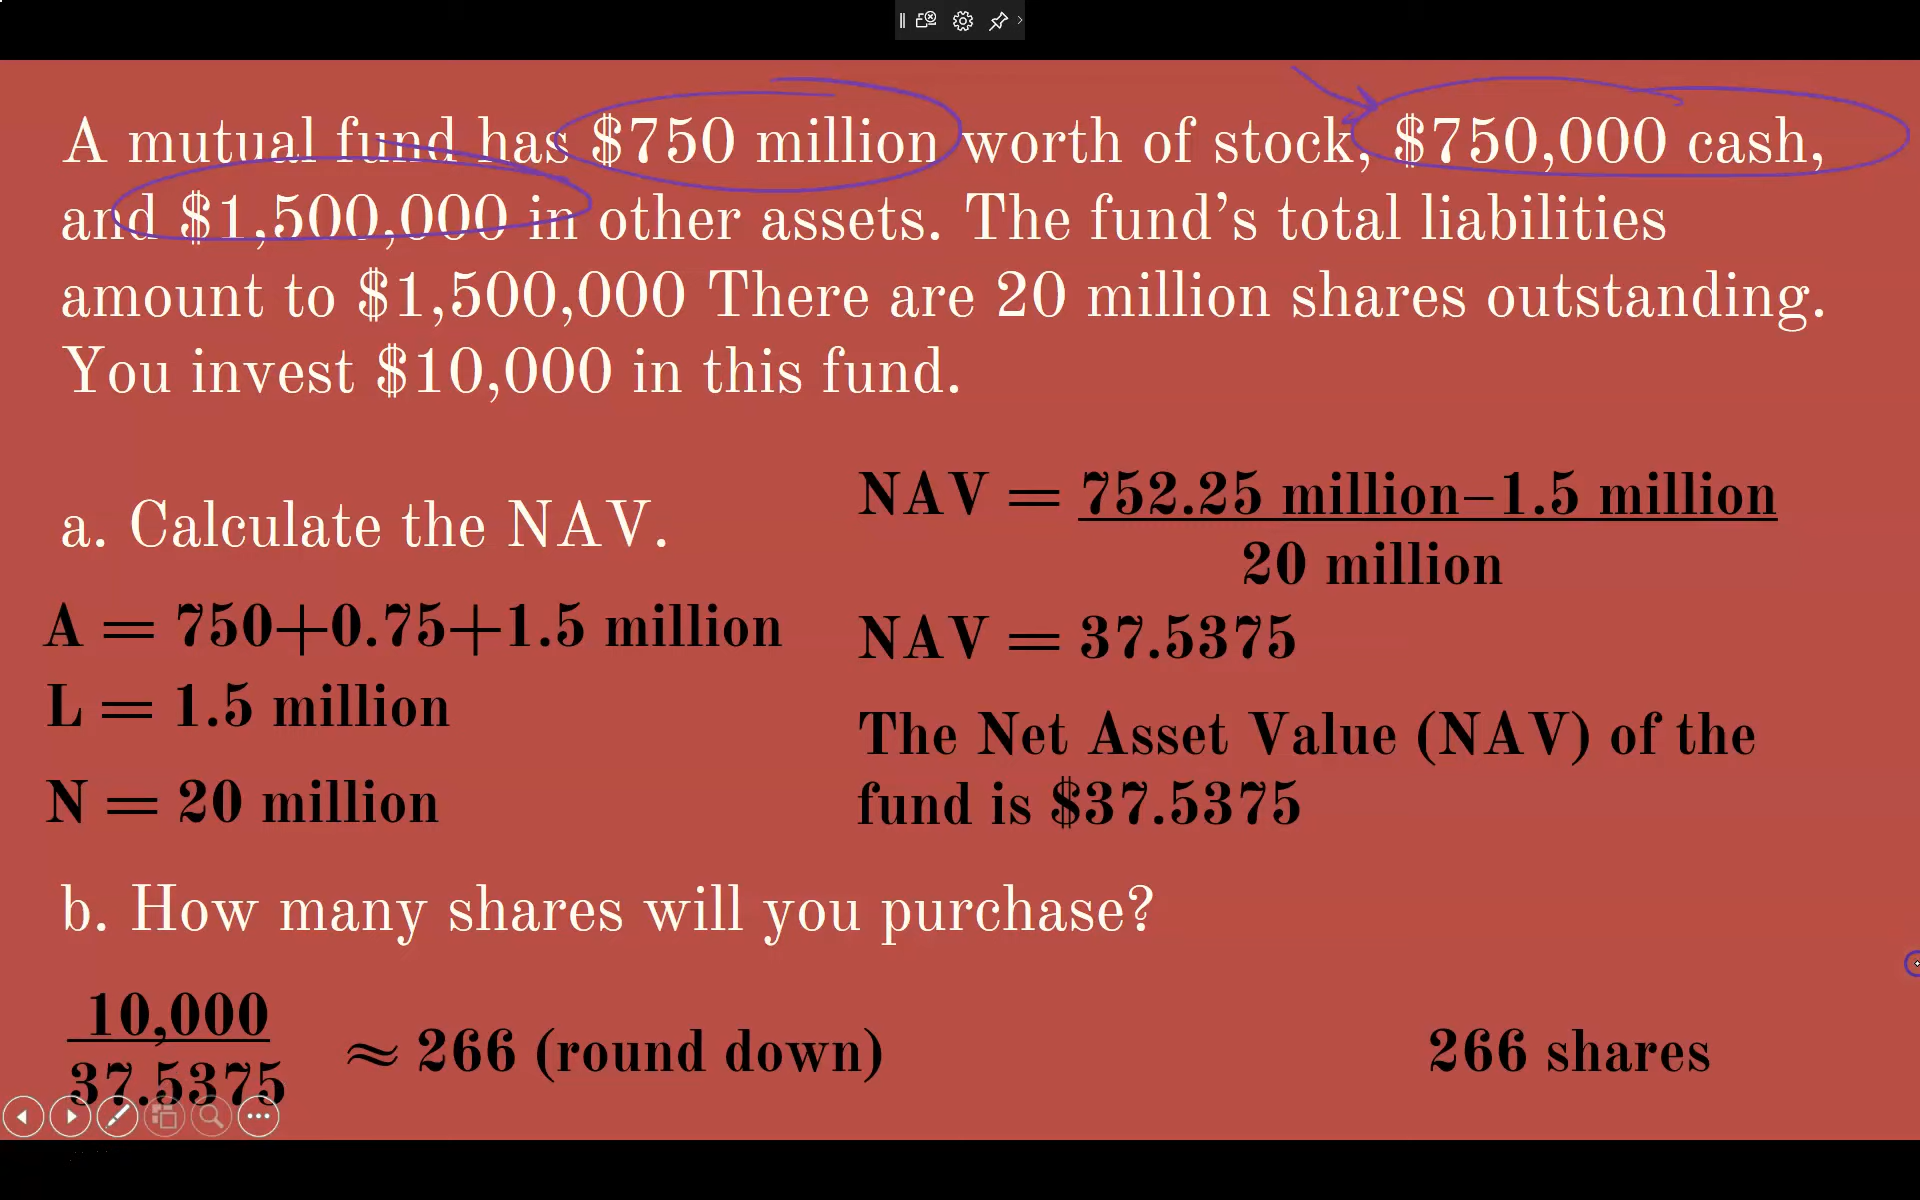 A mutual fund has $750 million worth of stock, $750,000 cash,
and $1,500,000 in other assets. The fund’s total liabilities
amount to $1,500,000 There are 20 million shares outstanding.
You invest $10,000 in this fund.
a. Calculate the NAV.
A = 750+0.75+1.5 million
L = 1.5 million
N = 20 million
NAV = 752.25 million–1.5 million
20 million
NAV = 37.5375
The Net Asset Value (NAV) of the
fund is $37.5375
b. How many shares will you purchase?
10,000
37.5375
≈ 266 (round down)
266 shares